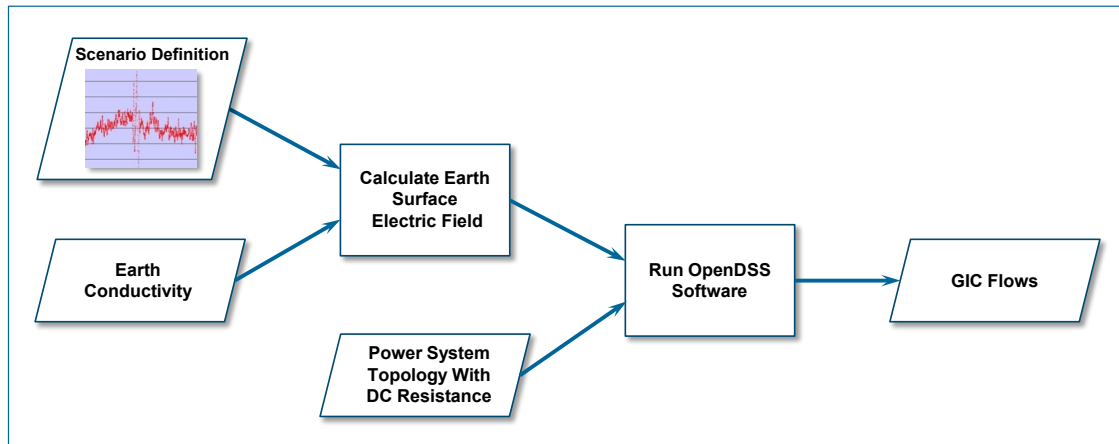 Scenario Definition
Calculate Earth
Surface
Electric Field
Earth
Conductivity
Run OpenDSS
Software
GIC Flows
Power System
Topology With
DC Resistance